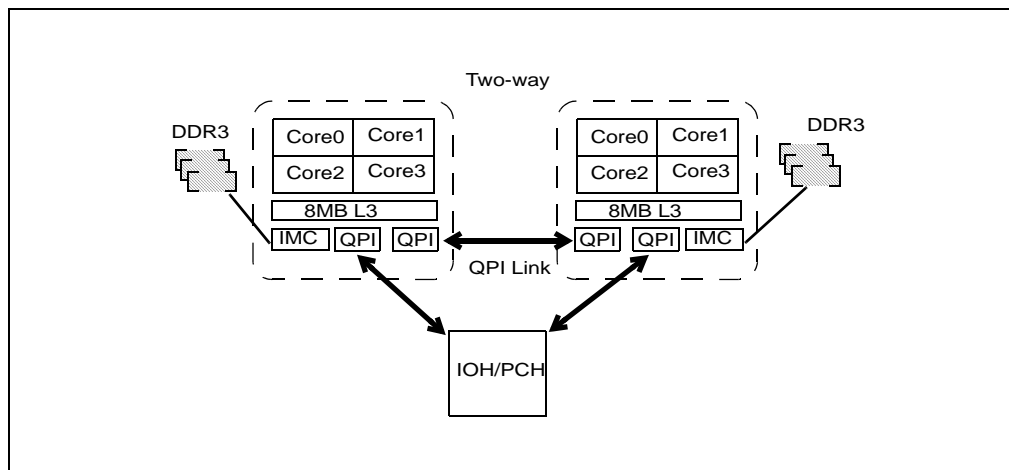 Two-way
DDR3
Core0 Core1
Core2 Core3
8MB L3
IMC QPI QPI
QPI Link
Core0 Core1
Core2 Core3
8MB L3
QPI QPI IMC
DDR3
IOH/PCH